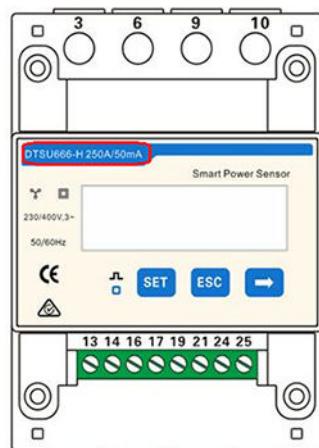 3 6 9 10
DTSU666-H 250A/50mA
Smart Power Sensor
230/400V,3~
50/60Hz
CE
SET ESC
13 14 16 17 19 21 24 25